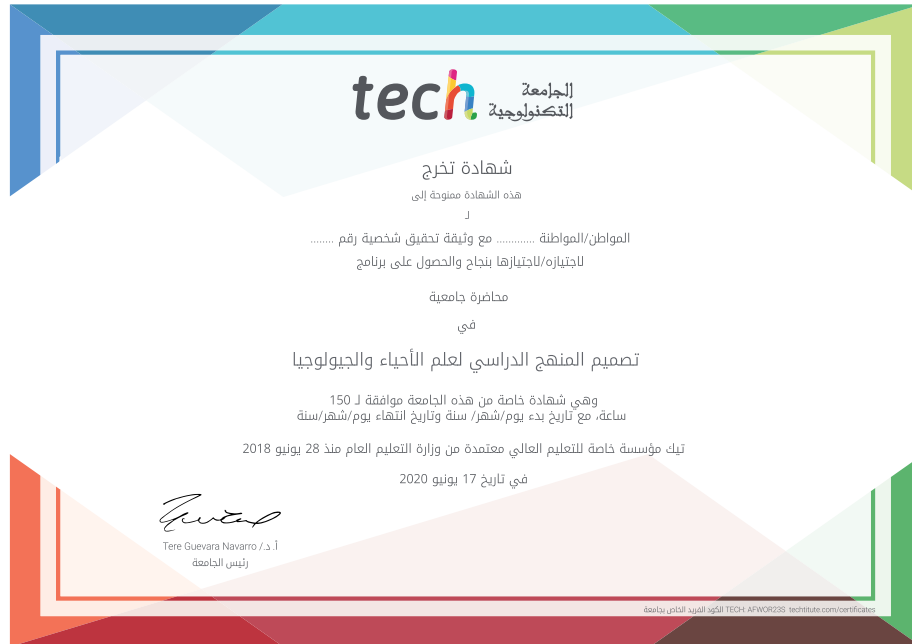 tech الجامعة
التكنولوجية
شهادة تخرج
هذه الشهادة ممنوحة إلى
لـ
المواطن/المواطنة ............. مع وثيقة تحقيق شخصية رقم ........
لاجتيازه/لاجتيازها بنجاح والحصول على برنامج
محاضرة جامعية
في
تصميم المنهج الدراسي لعلم الأحياء والجيولوجيا
وهي شهادة خاصة من هذه الجامعة موافقة لـ 150
ساعة، مع تاريخ بدء يوم/شهر/ سنة وتاريخ انتهاء يوم/شهر/سنة
تيك مؤسسة خاصة للتعليم العالي معتمدة من وزارة التعليم العام منذ 28 يونيو 2018
في تاريخ 17 يونيو 2020
أ. د./ Tere Guevara Navarro
رئيس الجامعة
الكود الفريد الخاص بجامعة TECH: AFWOR23S techtitute.com/certificates